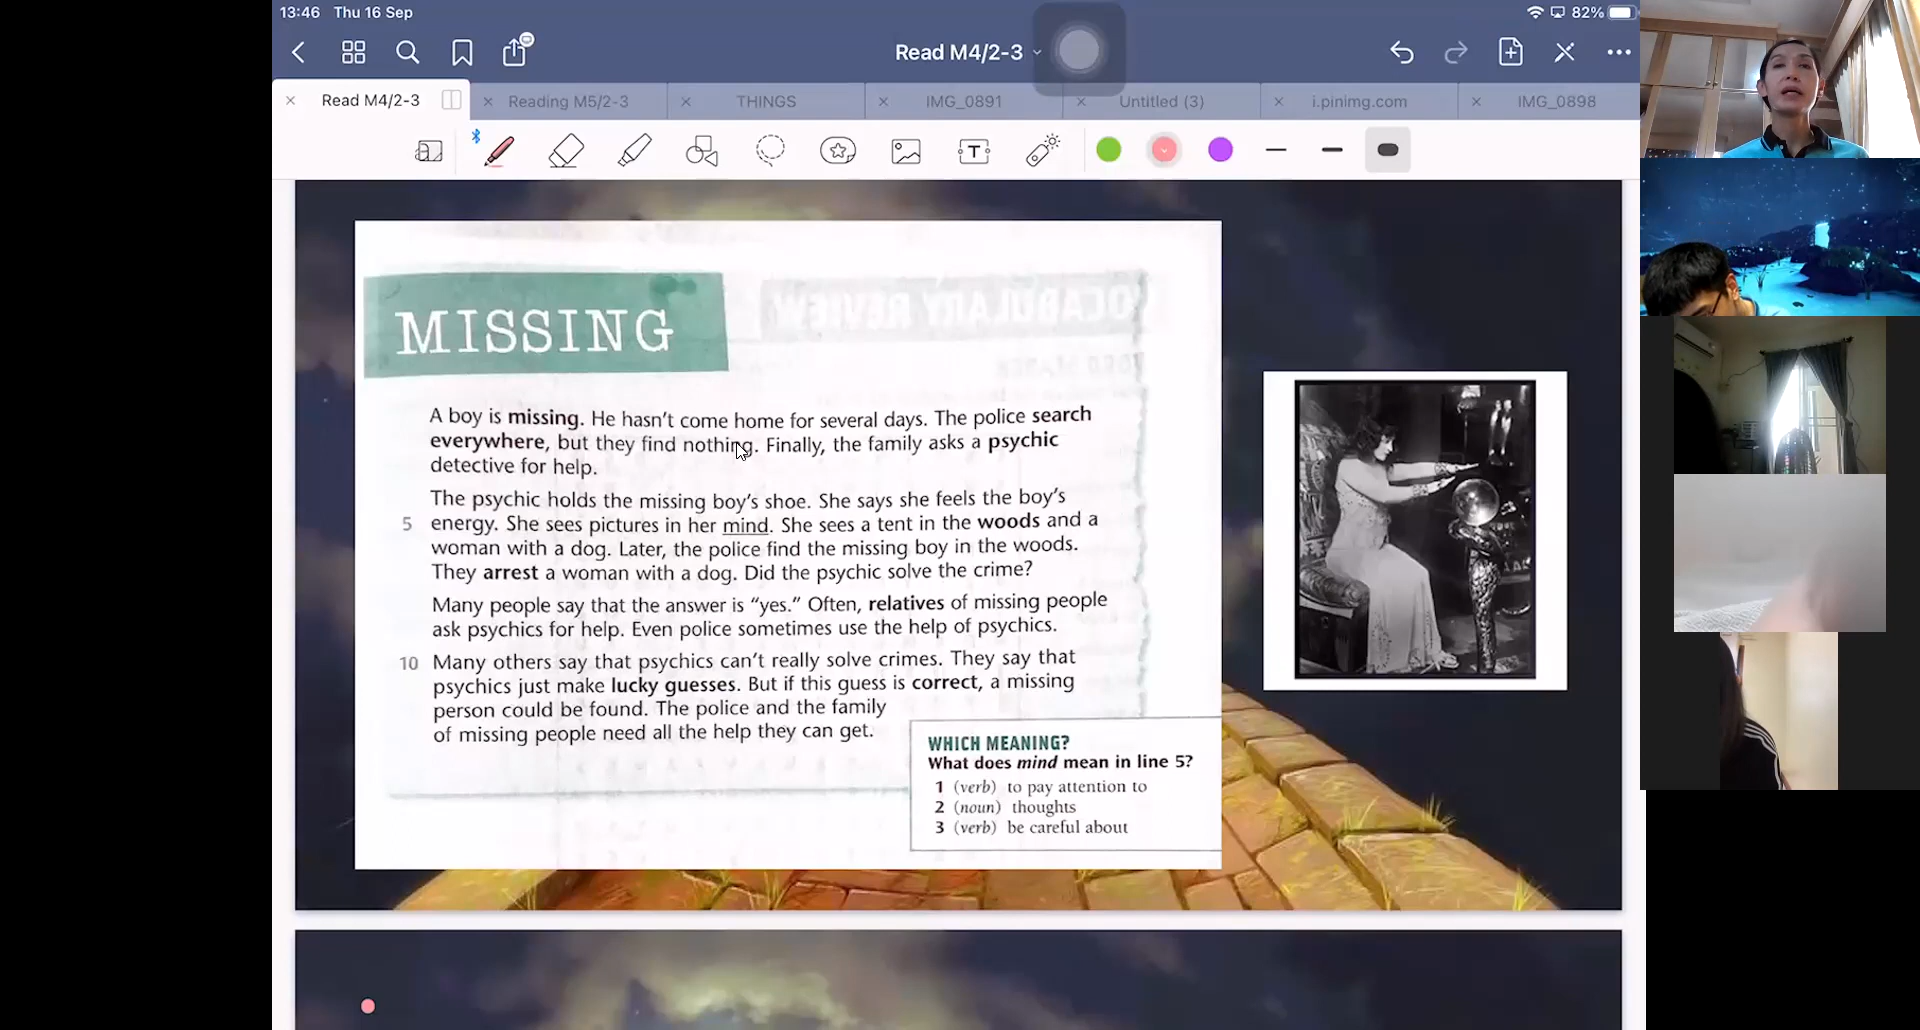 13:46 Thu 16 Sep
82%
Read M4/2-3
Read M4/2-3
Reading M5/2-3
THINGS
IMG_0891
Untitled (3)
i.pinimg.com
IMG_0898
a
T
VOCABULARY REVIEW
MISSING
A boy is missing. He hasn't come home for several days. The police search
everywhere, but they find nothing. Finally, the family asks a psychic
detective for help.
The psychic holds the missing boy's shoe. She says she feels the boy's
5 energy. She sees pictures in her mind. She sees a tent in the woods and a
woman with a dog. Later, the police find the missing boy in the woods.
They arrest a woman with a dog. Did the psychic solve the crime?
Many people say that the answer is “yes.” Often, relatives of missing people
ask psychics for help. Even police sometimes use the help of psychics.
10 Many others say that psychics can't really solve crimes. They say that
psychics just make lucky guesses. But if this guess is correct, a missing
person could be found. The police and the family
of missing people need all the help they can get.
WHICH MEANING?
What does mind mean in line 5?
1 (verb) to pay attention to
2 (noun) thoughts
3 (verb) be careful about